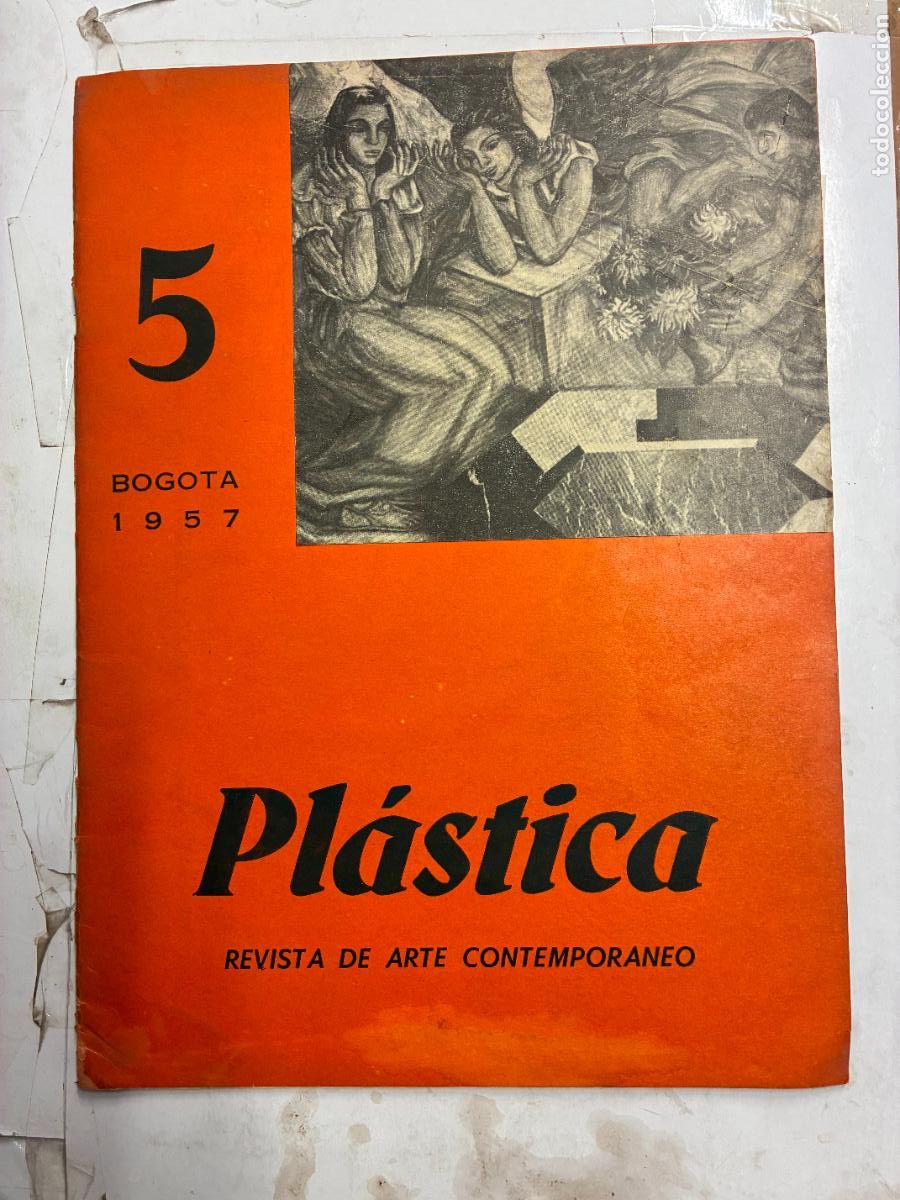 5
BOGOTA
1957
Plástica
REVISTA DE ARTE CONTEMPORANEO
todocoleccion